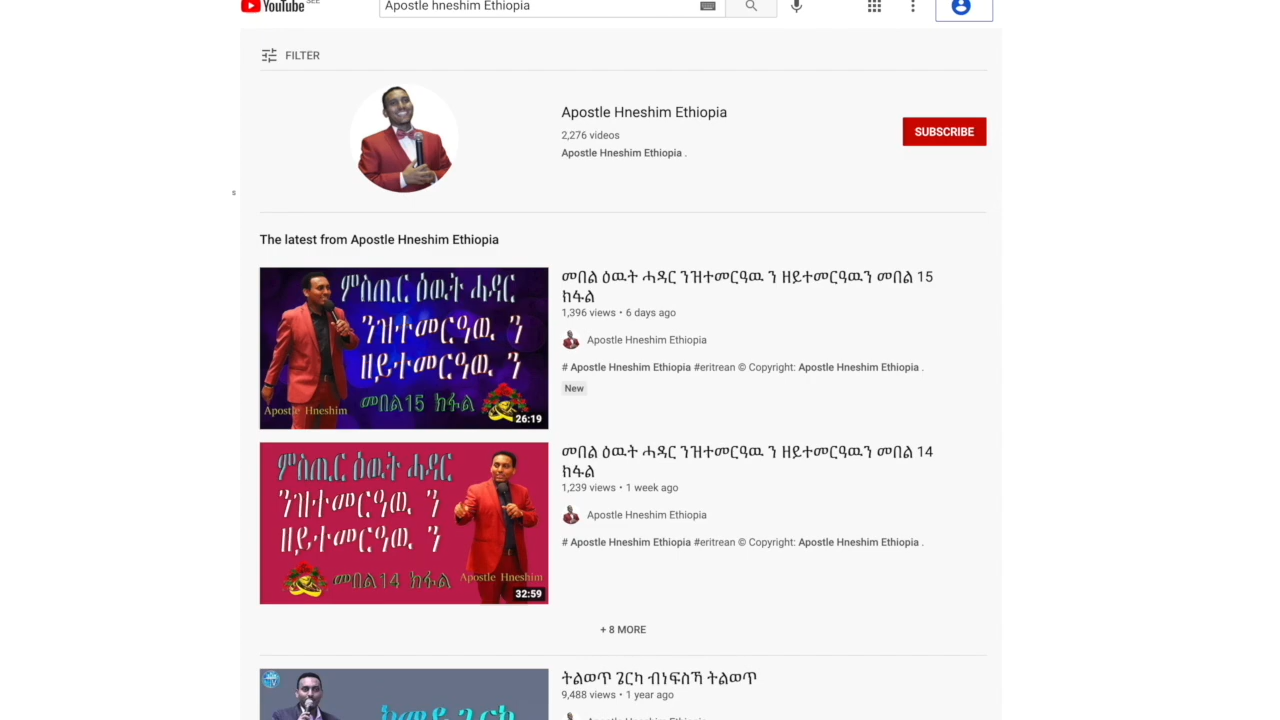 YouTube
Apostle hneshim Ethiopia
FILTER
Apostle Hneshim Ethiopia
2,276 videos
Apostle Hneshim Ethiopia .
SUBSCRIBE
s
The latest from Apostle Hneshim Ethiopia
ምስጢር ዕዉት ሓዳር
ንዝተመርዓዉ ን
ዘይተመርዓዉ ን
መበል15 ክፋል
Apostle Hneshim
26:19
መበል ዕዉት ሓዳር ንዝተመርዓዉ ን ዘይተመርዓዉን መበል 15
ክፋል
1,396 views • 6 days ago
Apostle Hneshim Ethiopia
# Apostle Hneshim Ethiopia #eritrean © Copyright: Apostle Hneshim Ethiopia .
New
ምስጢር ዕዉት ሓዳር
ንዝተመርዓዉ ን
ዘይተመርዓዉ ን
መበል14 ክፋል
Apostle Hneshim
32:59
መበል ዕዉት ሓዳር ንዝተመርዓዉ ን ዘይተመርዓዉን መበል 14
ክፋል
1,239 views • 1 week ago
Apostle Hneshim Ethiopia
# Apostle Hneshim Ethiopia #eritrean © Copyright: Apostle Hneshim Ethiopia .
+ 8 MORE
ትልወጥ ጌርካ ብነፍስኻ ትልወጥ
9,488 views • 1 year ago